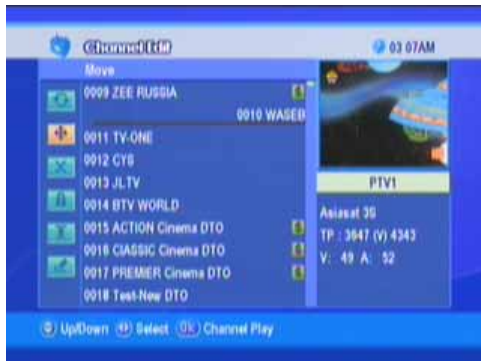 Channel Edit
03 07AM
Move
0009 ZEE RUSSIA
0010 WASEB
0011 TV-ONE
0012 CYS
0013 JLTV
0014 BTV WORLD
0015 ACTION Cinema DTO
0016 CIASSIC Cinema DTO
0017 PREMIER Cinema DTO
0018 Test-New DTO
PTV1
Asiasat 3S
TP : 3647 (V) 4343
V: 49 A: 52
Up/Down Select OK Channel Play